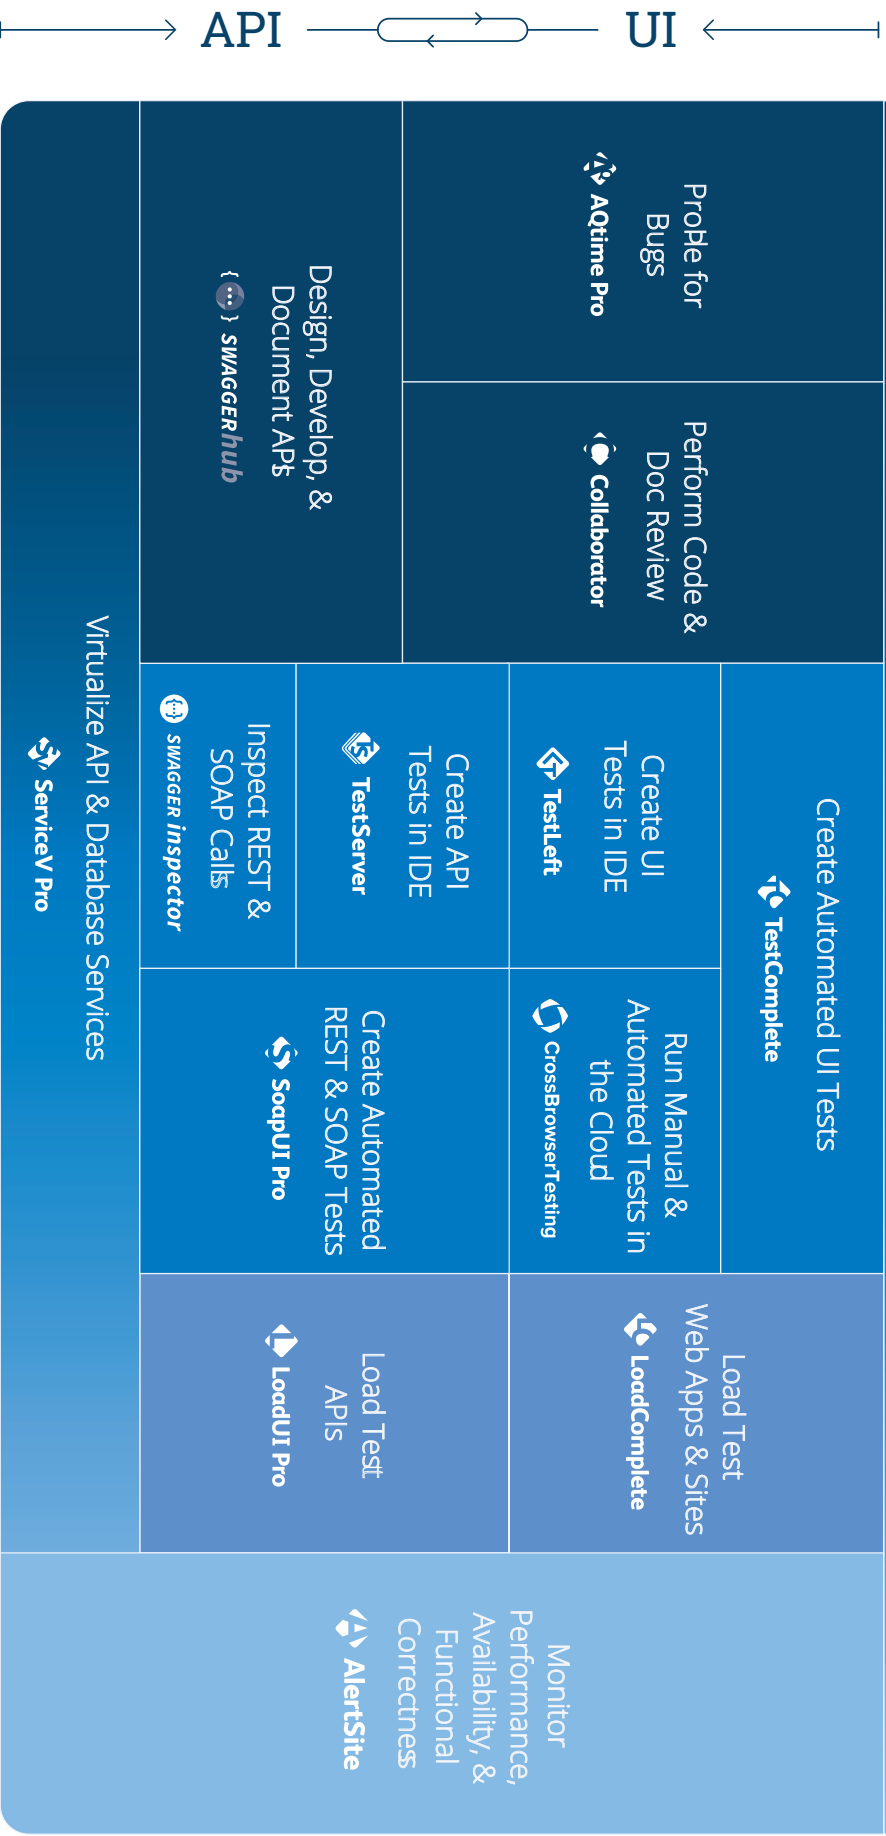 API
UI
Profile for
Bugs
AQtime Pro
Perform Code &
Doc Review
Collaborator
Design, Develop, &
Document APIs
SWAGGERhub
Create Automated UI Tests
TestComplete
Create UI
Tests in IDE
TestLeft
Run Manual &
Automated Tests in
the Cloud
CrossBrowserTesting
Create API
Tests in IDE
TestServer
Inspect REST &
SOAP Calls
SWAGGER inspector
Create Automated
REST & SOAP Tests
SoapUI Pro
Load Test
Web Apps & Sites
LoadComplete
Load Test
APIs
LoadUI Pro
Virtualize API & Database Services
ServiceV Pro
Monitor
Performance,
Availability, &
Functional
Correctness
AlertSite